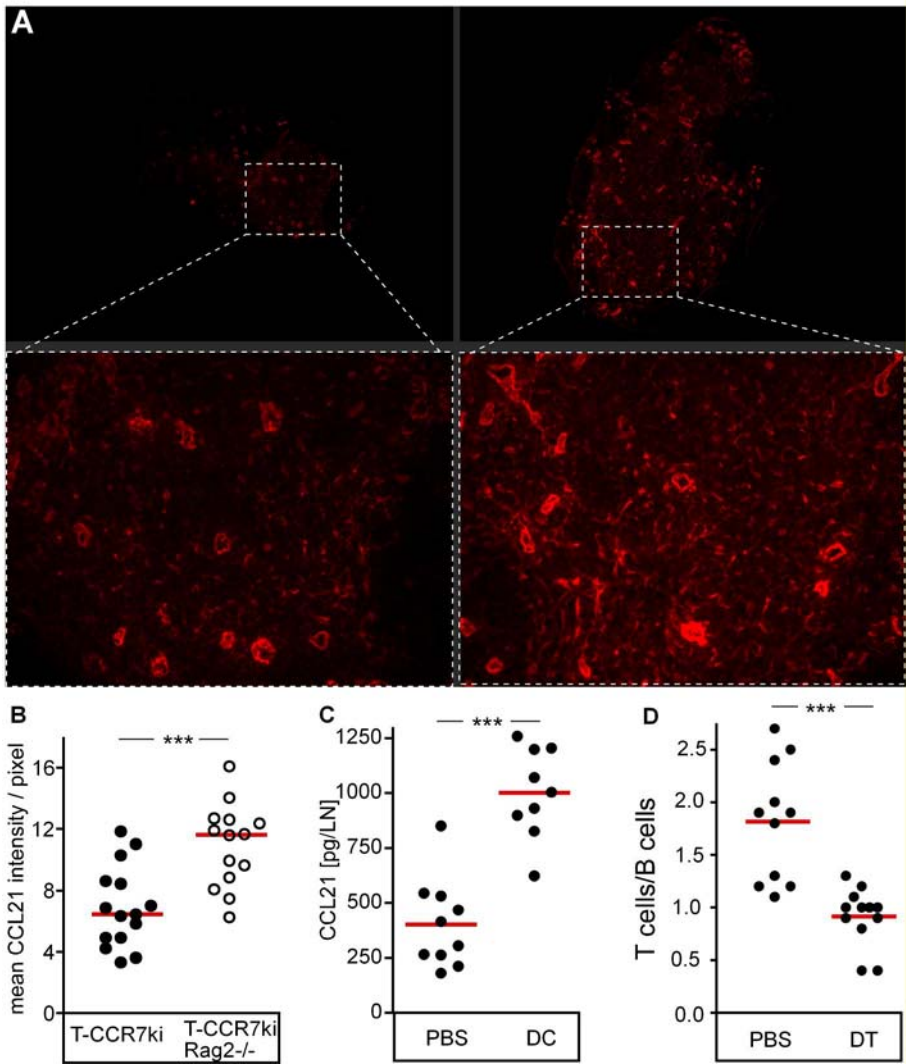 A
B
mean CCL21 intensity / pixel
***
16
12
8
4
0
T-CCR7ki
T-CCR7ki
Rag2-/-
C
CCL21 [pg/LN]
***
1250
1000
750
500
250
0
PBS
DC
D
T cells/B cells
***
2.5
2.0
1.5
1.0
0.5
0.0
PBS
DT